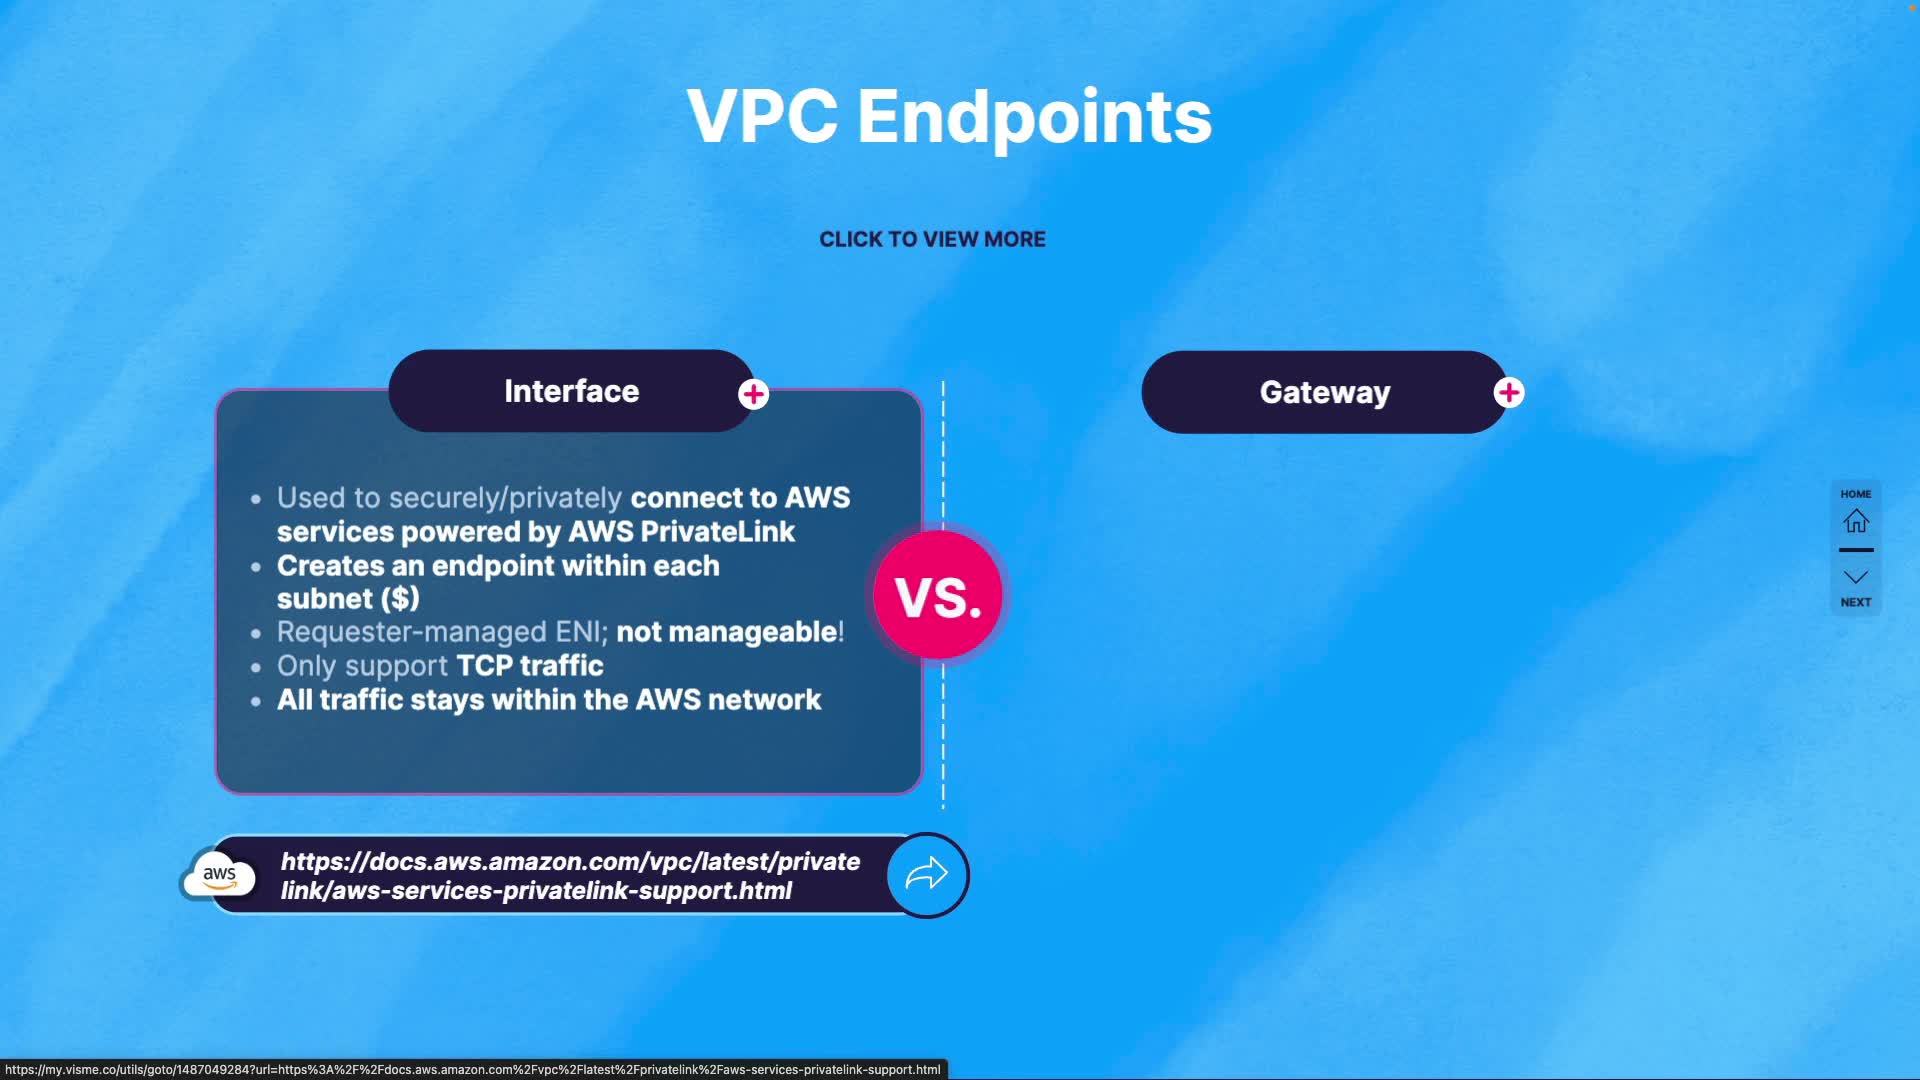 VPC Endpoints
CLICK TO VIEW MORE
Interface
• Used to securely/privately connect to AWS
services powered by AWS PrivateLink
• Creates an endpoint within each
subnet ($)
• Requester-managed ENI; not manageable!
• Only support TCP traffic
• All traffic stays within the AWS network
VS.
Gateway
HOME
NEXT
aws
https://docs.aws.amazon.com/vpc/latest/private
link/aws-services-privatelink-support.html
https://my.visme.co/utils/goto/1487049284?url=https%3A%2F%2Fdocs.aws.amazon.com%2Fvpc%2Flatest%2Fprivatelink%2Faws-services-privatelink-support.html